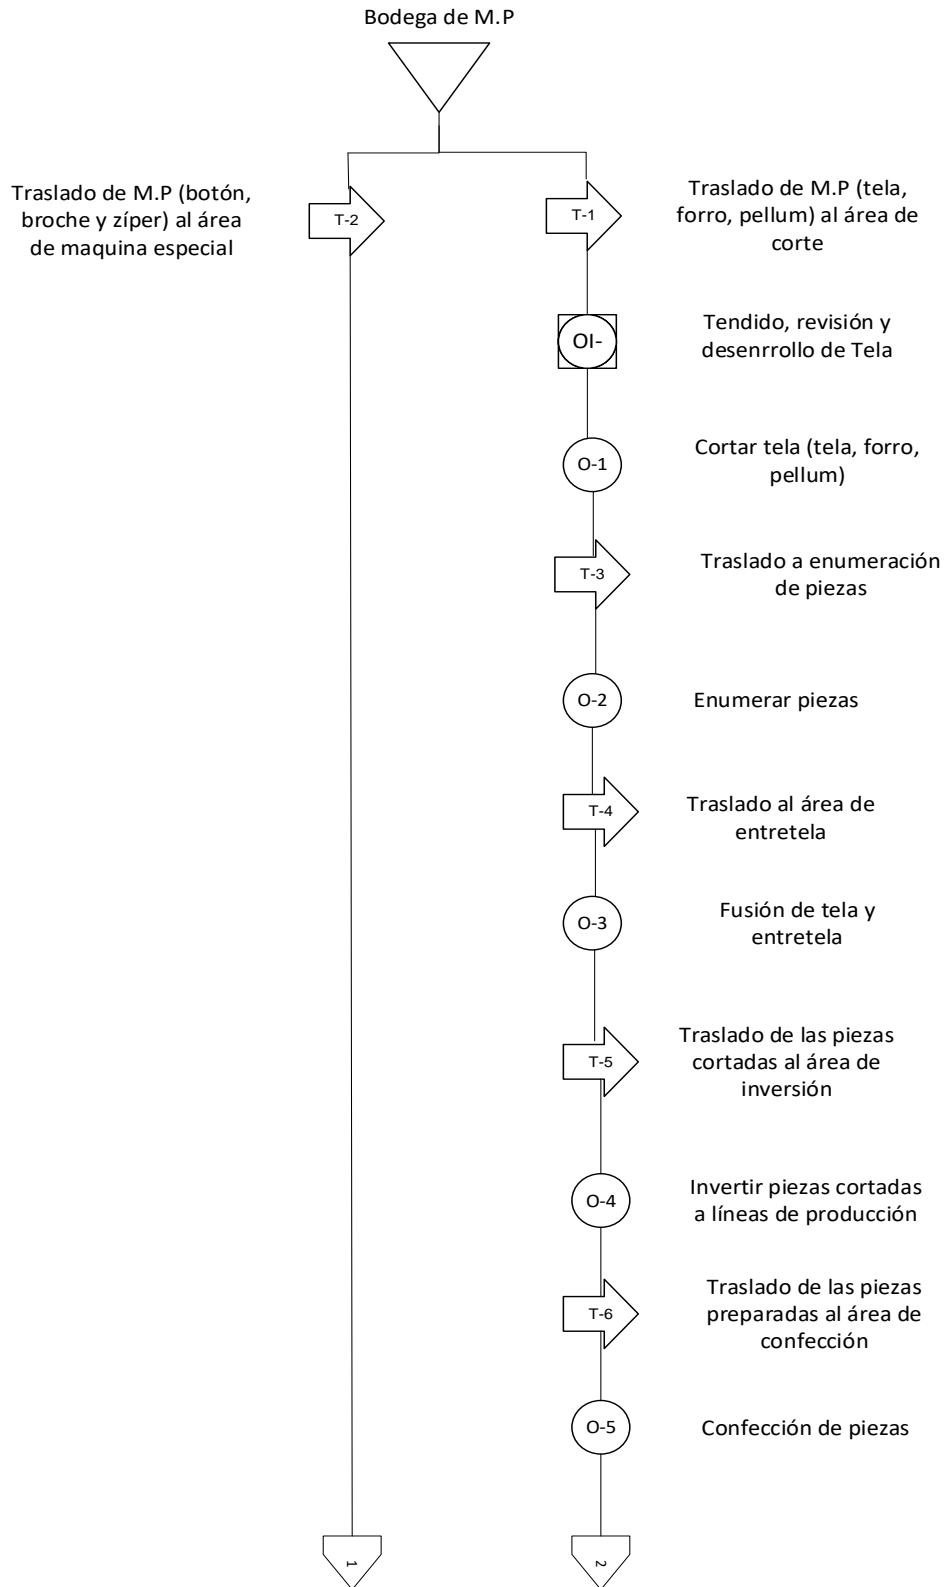 Bodega de M.P
Traslado de M.P (botón,
broche y zíper) al área
de maquina especial
T-2
T-1
Traslado de M.P (tela,
forro, pellum) al área de
corte
OI-
Tendido, revisión y
desenrrollo de Tela
O-1
Cortar tela (tela, forro,
pellum)
T-3
Traslado a enumeración
de piezas
O-2
Enumerar piezas
T-4
Traslado al área de
entretela
O-3
Fusión de tela y
entretela
T-5
Traslado de las piezas
cortadas al área de
inversión
O-4
Invertir piezas cortadas
a líneas de producción
T-6
Traslado de las piezas
preparadas al área de
confección
O-5
Confección de piezas
1
2